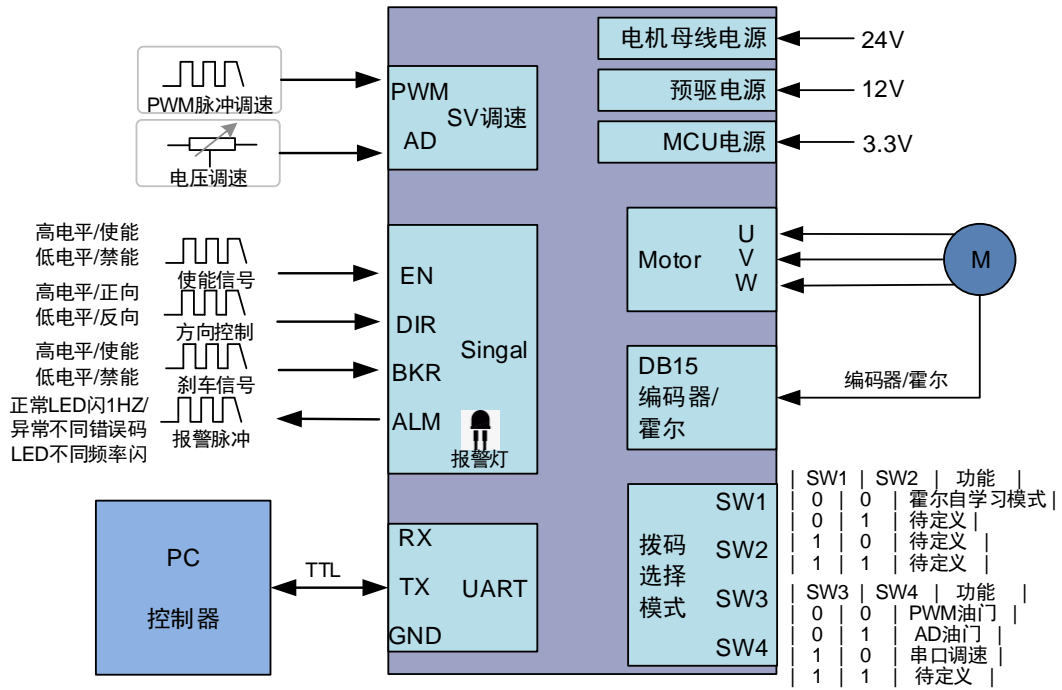 PWM脉冲调速
电压调速
PWM
AD
SV调速
电机母线电源
24V
预驱电源
12V
MCU电源
3.3V
高电平/使能
低电平/禁能
使能信号
高电平/正向
低电平/反向
方向控制
高电平/使能
低电平/禁能
刹车信号
正常LED闪1HZ/
异常不同错误码
LED不同频率闪
报警脉冲
EN
DIR
BKR
ALM
Singal
报警灯
Motor
U
V
W
M
DB15
编码器/
霍尔
编码器/霍尔
PC
控制器
TTL
RX
TX
GND
UART
拨码
选择
模式
SW1
SW2
SW3
SW4
| SW1 | SW2 | 功能 |
| 0 | 0 | 霍尔自学习模式 |
| 0 | 1 | 待定义 |
| 1 | 0 | 待定义 |
| 1 | 1 | 待定义 |
| SW3 | SW4 | 功能 |
| 0 | 0 | PWM油门 |
| 0 | 1 | AD油门 |
| 1 | 0 | 串口调速 |
| 1 | 1 | 待定义 |